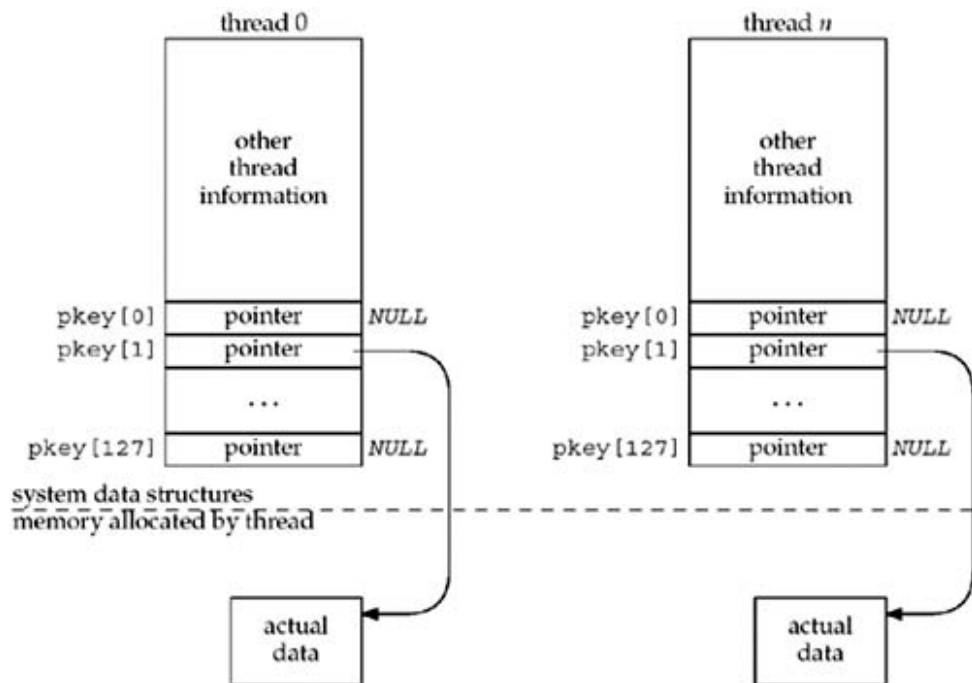 thread 0
thread n
other
thread
information
other
thread
information
pkey[0] pointer NULL
pkey[0] pointer NULL
pkey[1] pointer
pkey[1] pointer
...
...
pkey[127] pointer NULL
pkey[127] pointer NULL
system data structures
memory allocated by thread
actual
data
actual
data